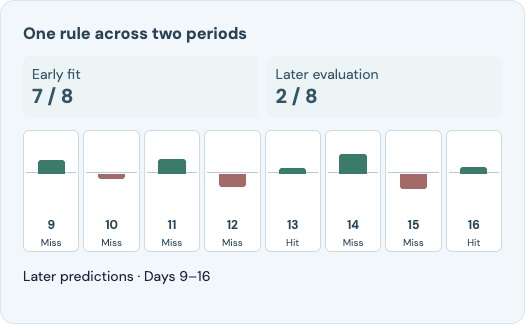 One rule across two periods
Early fit
7 / 8
Later evaluation
2 / 8
9
Miss
10
Miss
11
Miss
12
Miss
13
Hit
14
Miss
15
Miss
16
Hit
Later predictions · Days 9–16